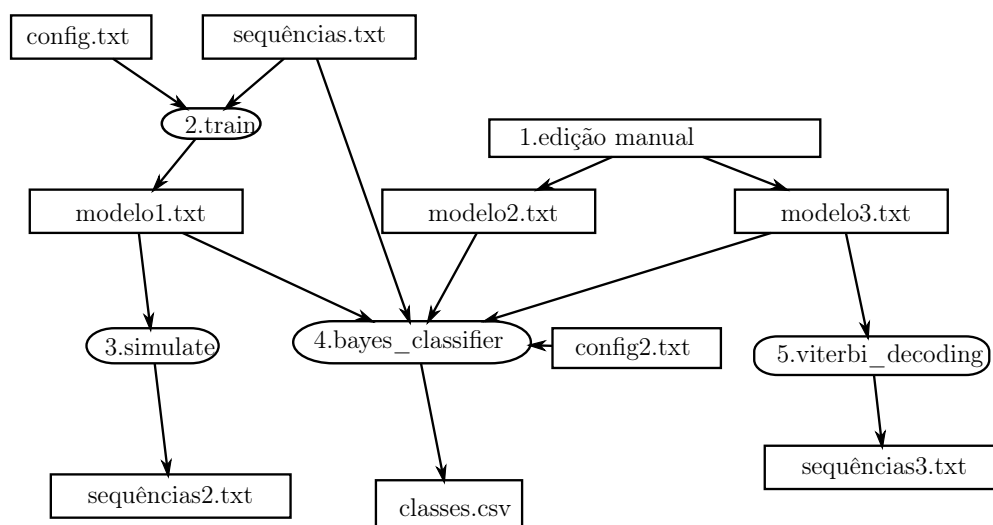 config.txt
sequências.txt
2.train
1.edição manual
modelo1.txt
modelo2.txt
modelo3.txt
3.simulate
4.bayes_classifier
config2.txt
5.viterbi_decoding
sequências2.txt
classes.csv
sequências3.txt